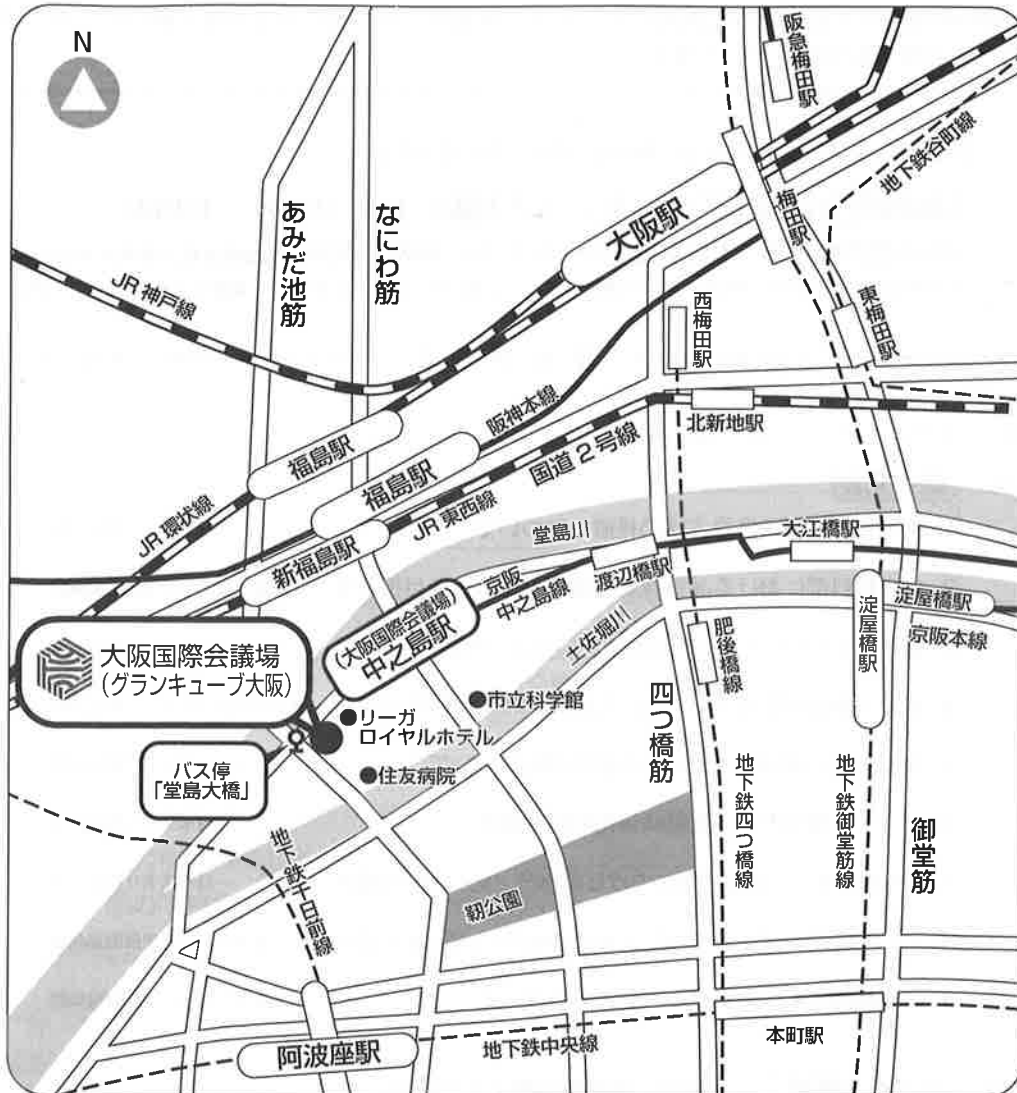 N
阪急梅田駅
地下鉄谷町線
梅田駅
大阪駅
あみだ池筋
なにわ筋
JR 神戸線
西梅田駅
東梅田駅
阪神本線
北新地駅
福島駅
福島駅
国道2号線
JR 環状線
JR 東西線
新福島駅
堂島川
大江橋駅
渡辺橋駅
京阪
中之島線
淀屋橋駅
京阪本線
淀屋橋駅
(大阪国際会議場)
中之島駅
土佐堀川
肥後橋線
大阪国際会議場
(グランキューブ大阪)
●市立科学館
四つ橋筋
●リーガ
ロイヤルホテル
バス停
「堂島大橋」
●住友病院
地下鉄四つ橋線
地下鉄御堂筋線
御堂筋
地下鉄千日前線
靭公園
本町駅
地下鉄中央線
阿波座駅